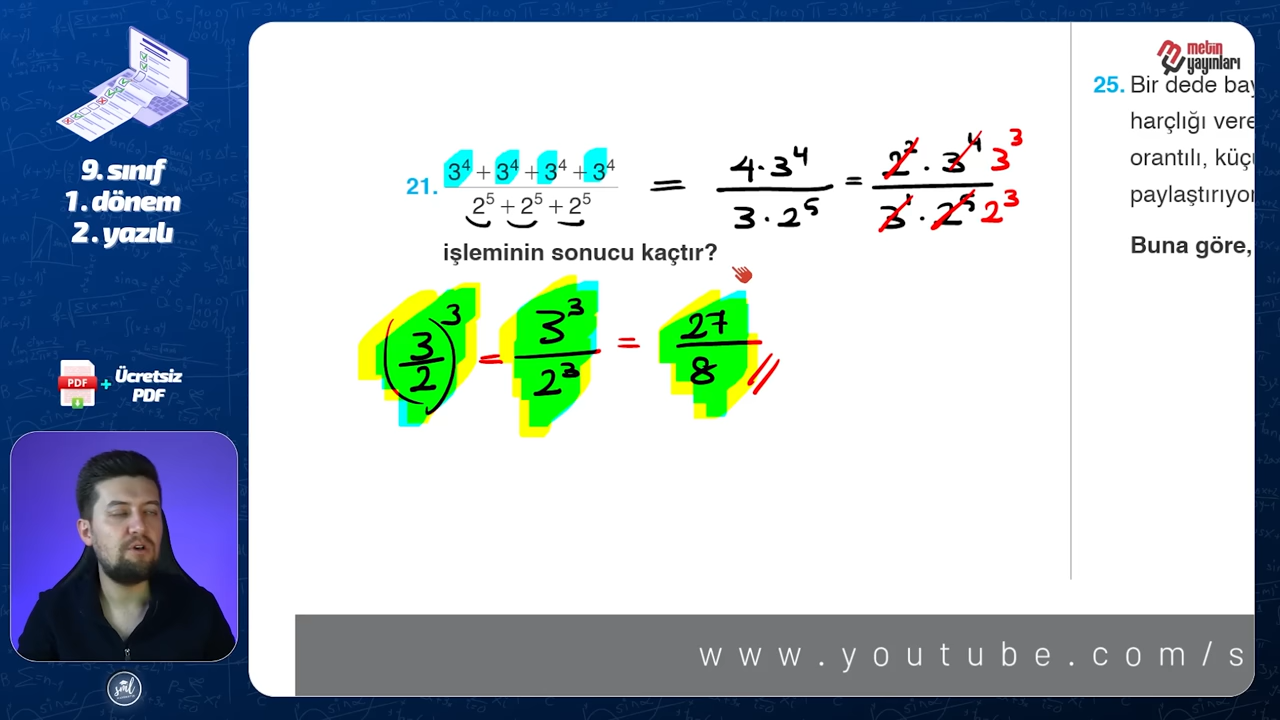 9. sınıf
1. dönem
2. yazılı
PDF
+ Ücretsiz
PDF
sml
metin
yayınları
21. 3⁴ + 3⁴ + 3⁴ + 3⁴ / 2⁵ + 2⁵ + 2⁵ = 4·3⁴ / 3·2⁵ = 2²·3⁴ 3³ / 3¹·2⁵ 2³
işleminin sonucu kaçtır?
(3/2)³ = 3³/2³ = 27/8 //
25. Bir dede bay
harçlığı vere
orantılı, küçü
paylaştırıyor
Buna göre,
www.youtube.com/s